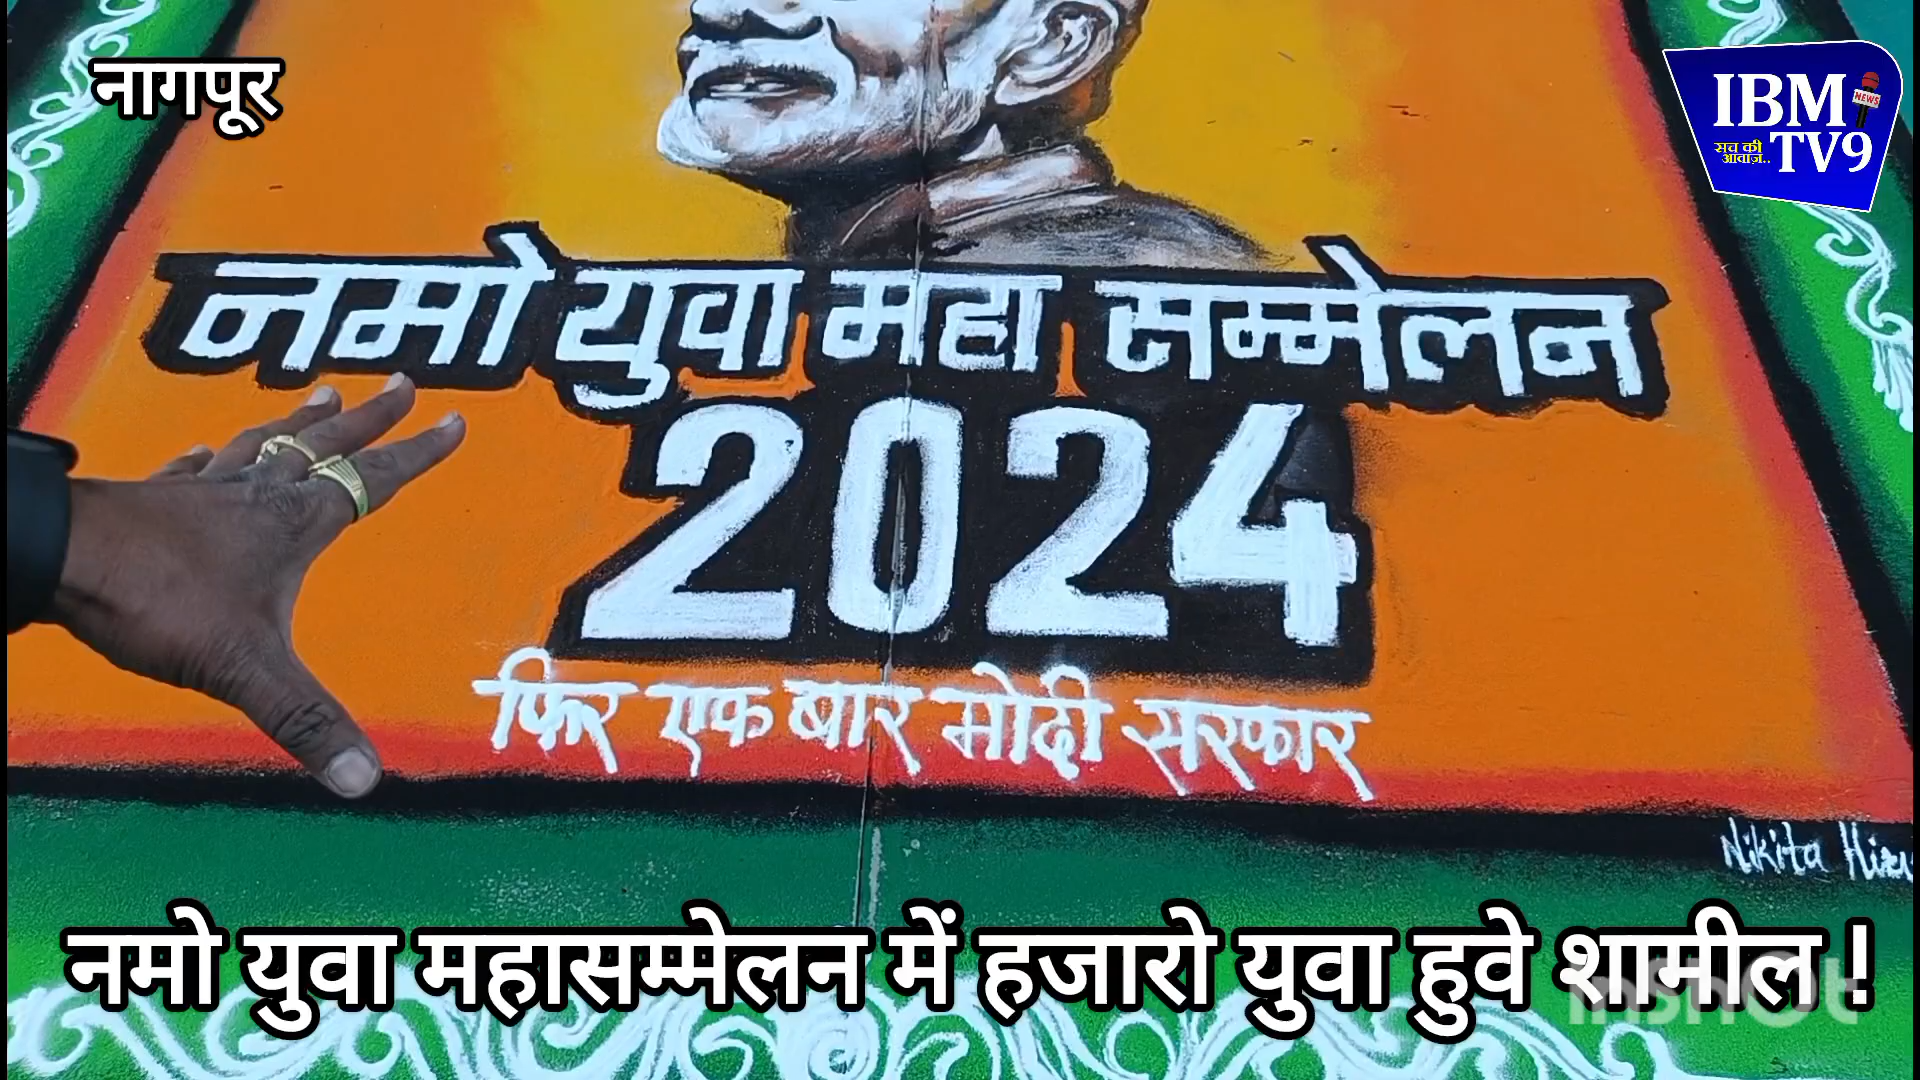 नागपूर
IBM
NEWS
सच की
आवाज़..
TV9
नमो युवा महा सम्मेलन
2024
फिर एक बार मोदी सरकार
Nikita
नमो युवा महासम्मेलन में हजारो युवा हुवे शामील !
inshot